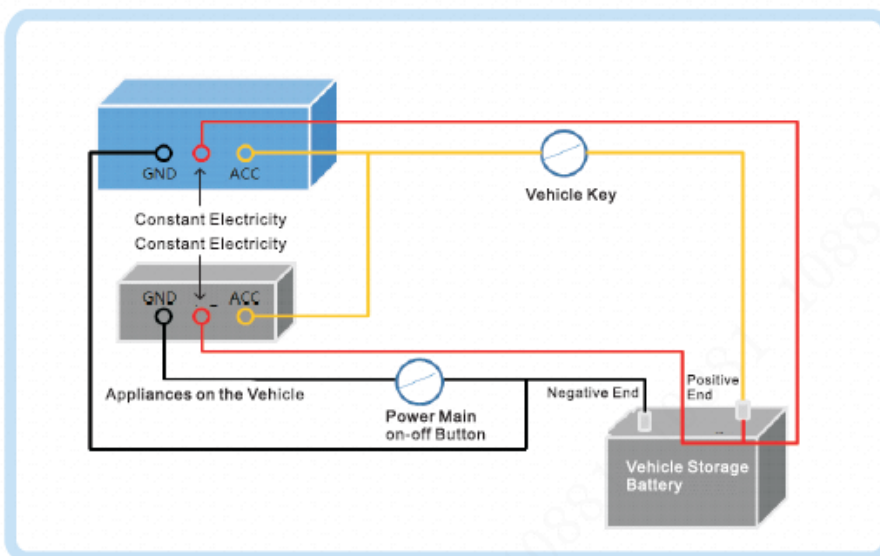 GND
ACC
Vehicle Key
Constant Electricity
Constant Electricity
GND
ACC
Appliances on the Vehicle
Power Main
on-off Button
Negative End
Positive
End
Vehicle Storage
Battery